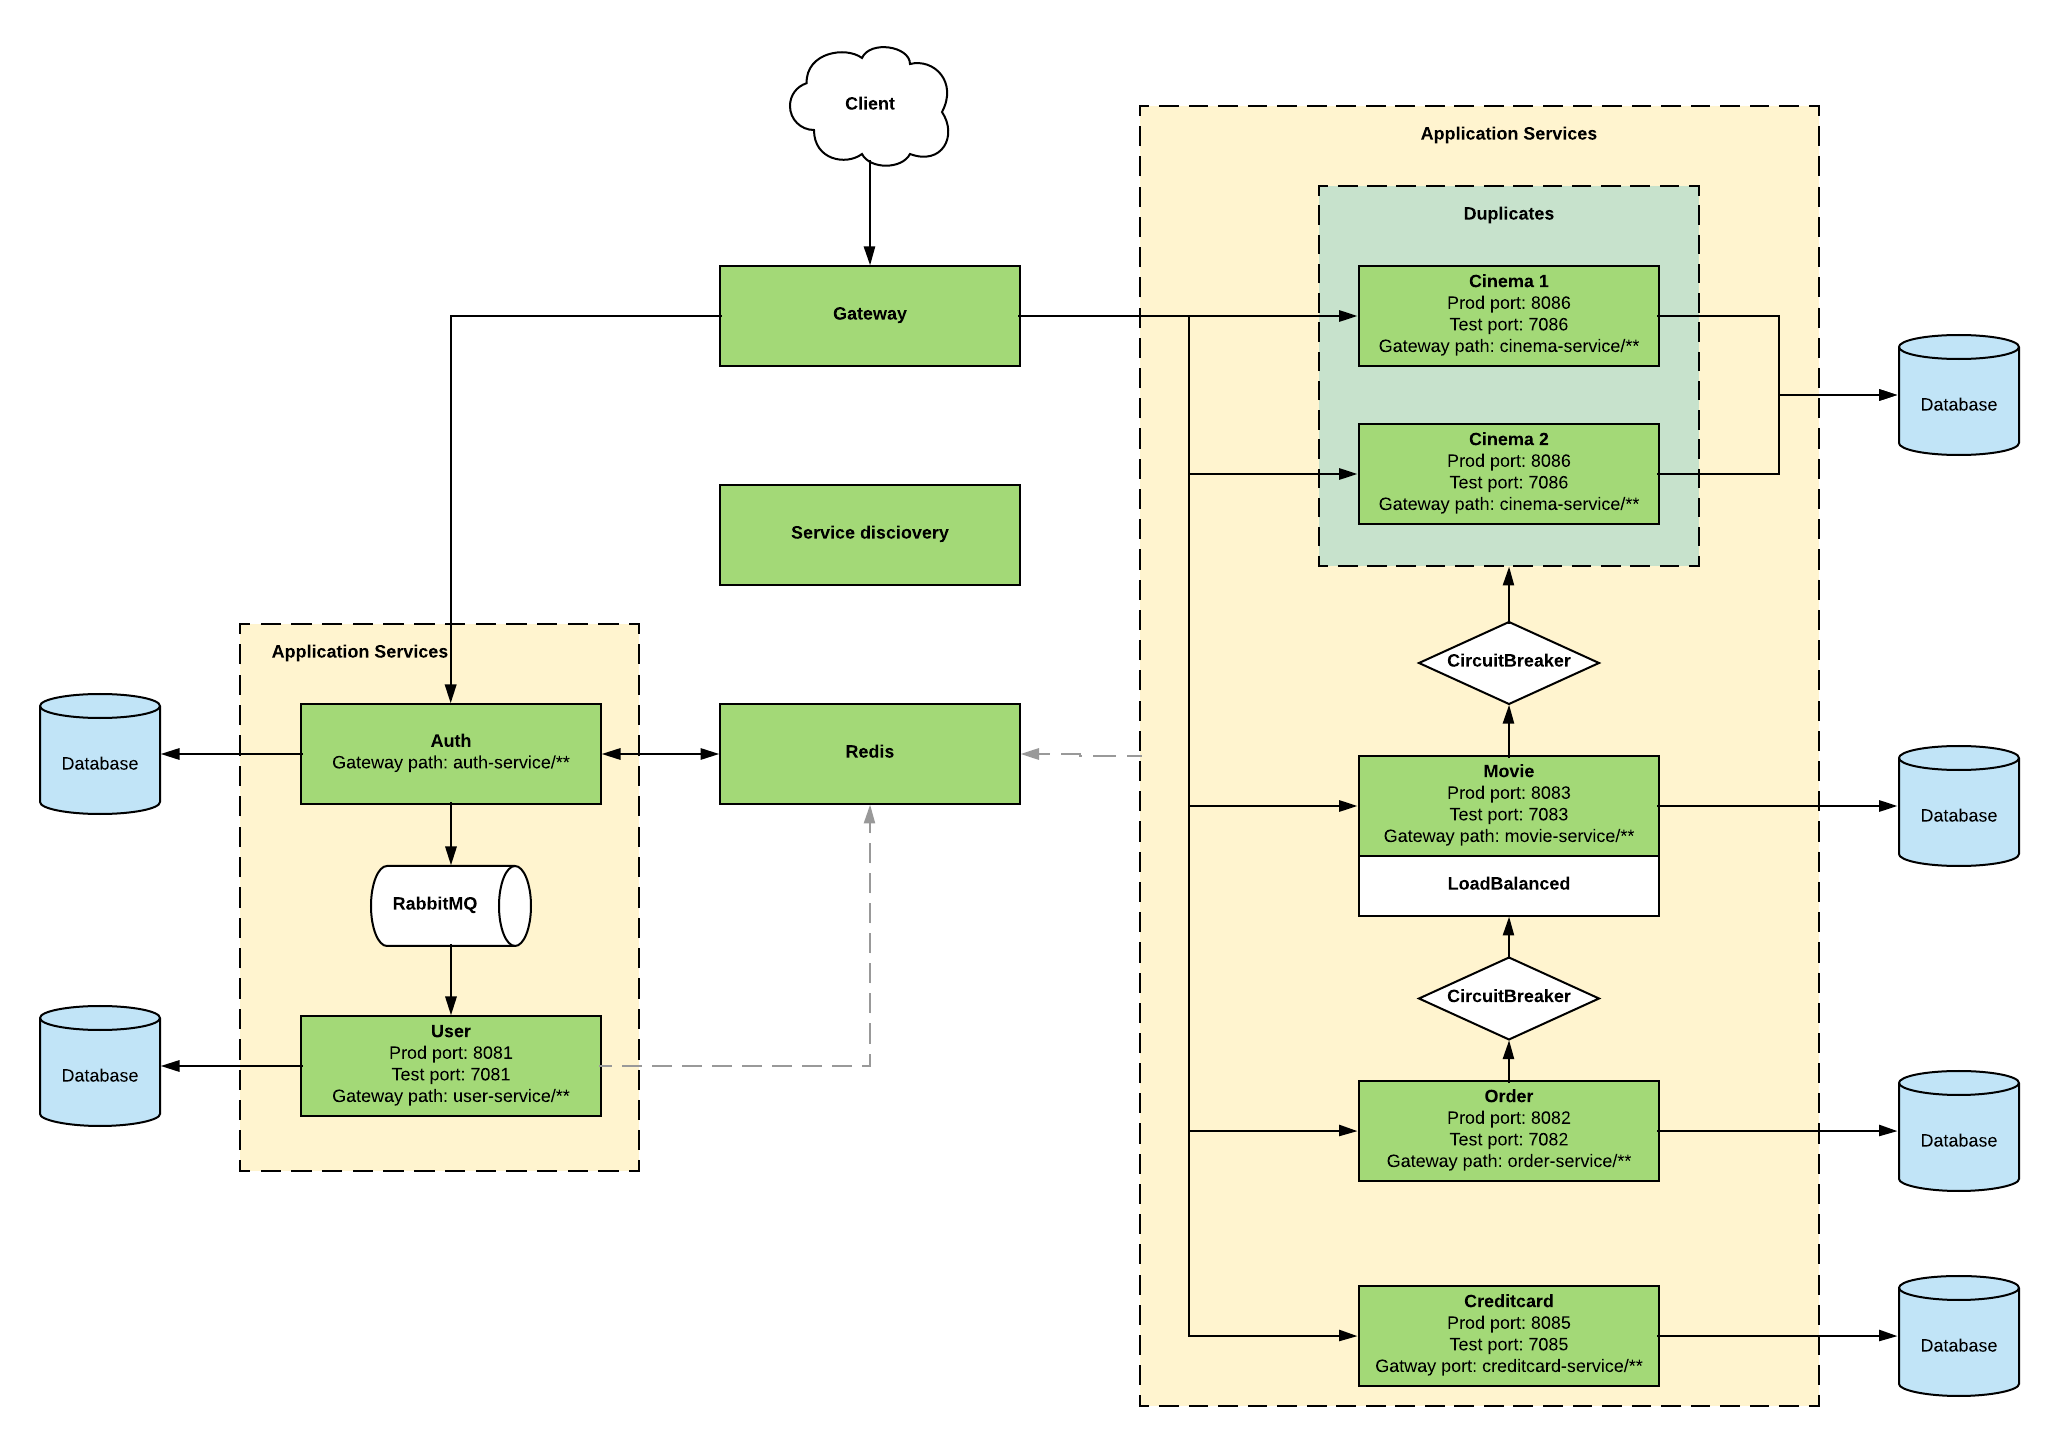 Client
Application Services
Duplicates
Cinema 1
Prod port: 8086
Test port: 7086
Gateway path: cinema-service/**
Gateway
Database
Cinema 2
Prod port: 8086
Test port: 7086
Gateway path: cinema-service/**
Service disciovery
Application Services
CircuitBreaker
Database
Auth
Gateway path: auth-service/**
Redis
Movie
Prod port: 8083
Test port: 7083
Gateway path: movie-service/**
Database
LoadBalanced
RabbitMQ
CircuitBreaker
Database
User
Prod port: 8081
Test port: 7081
Gateway path: user-service/**
Order
Prod port: 8082
Test port: 7082
Gateway path: order-service/**
Database
Creditcard
Prod port: 8085
Test port: 7085
Gatway port: creditcard-service/**
Database